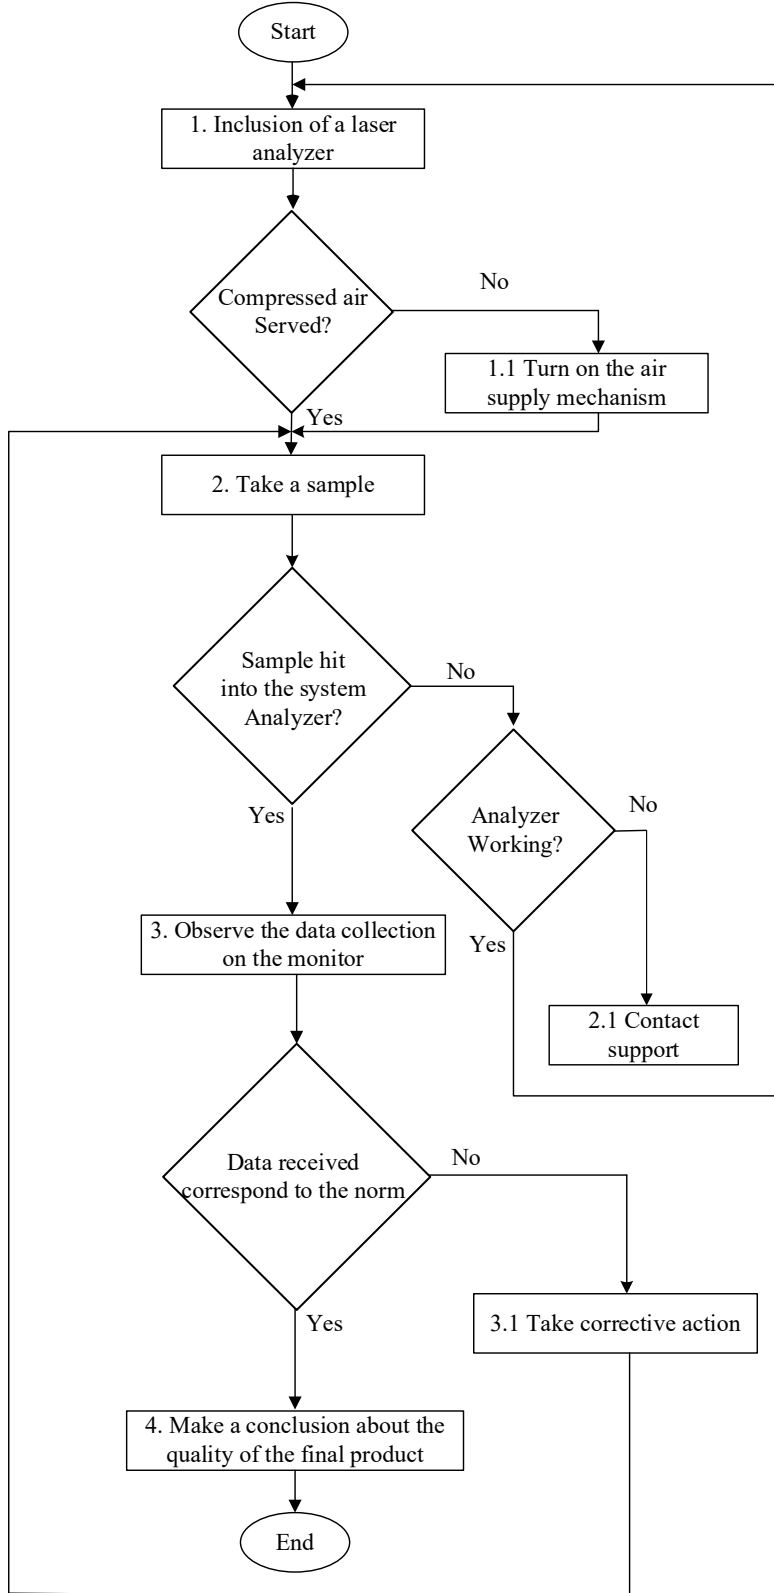 Start
1. Inclusion of a laser
analyzer
Compressed air
Served?
No
1.1 Turn on the air
supply mechanism
Yes
2. Take a sample
Sample hit
into the system
Analyzer?
No
Yes
Analyzer
Working?
No
Yes
3. Observe the data collection
on the monitor
2.1 Contact
support
Data received
correspond to the norm
No
Yes
3.1 Take corrective action
4. Make a conclusion about the
quality of the final product
End